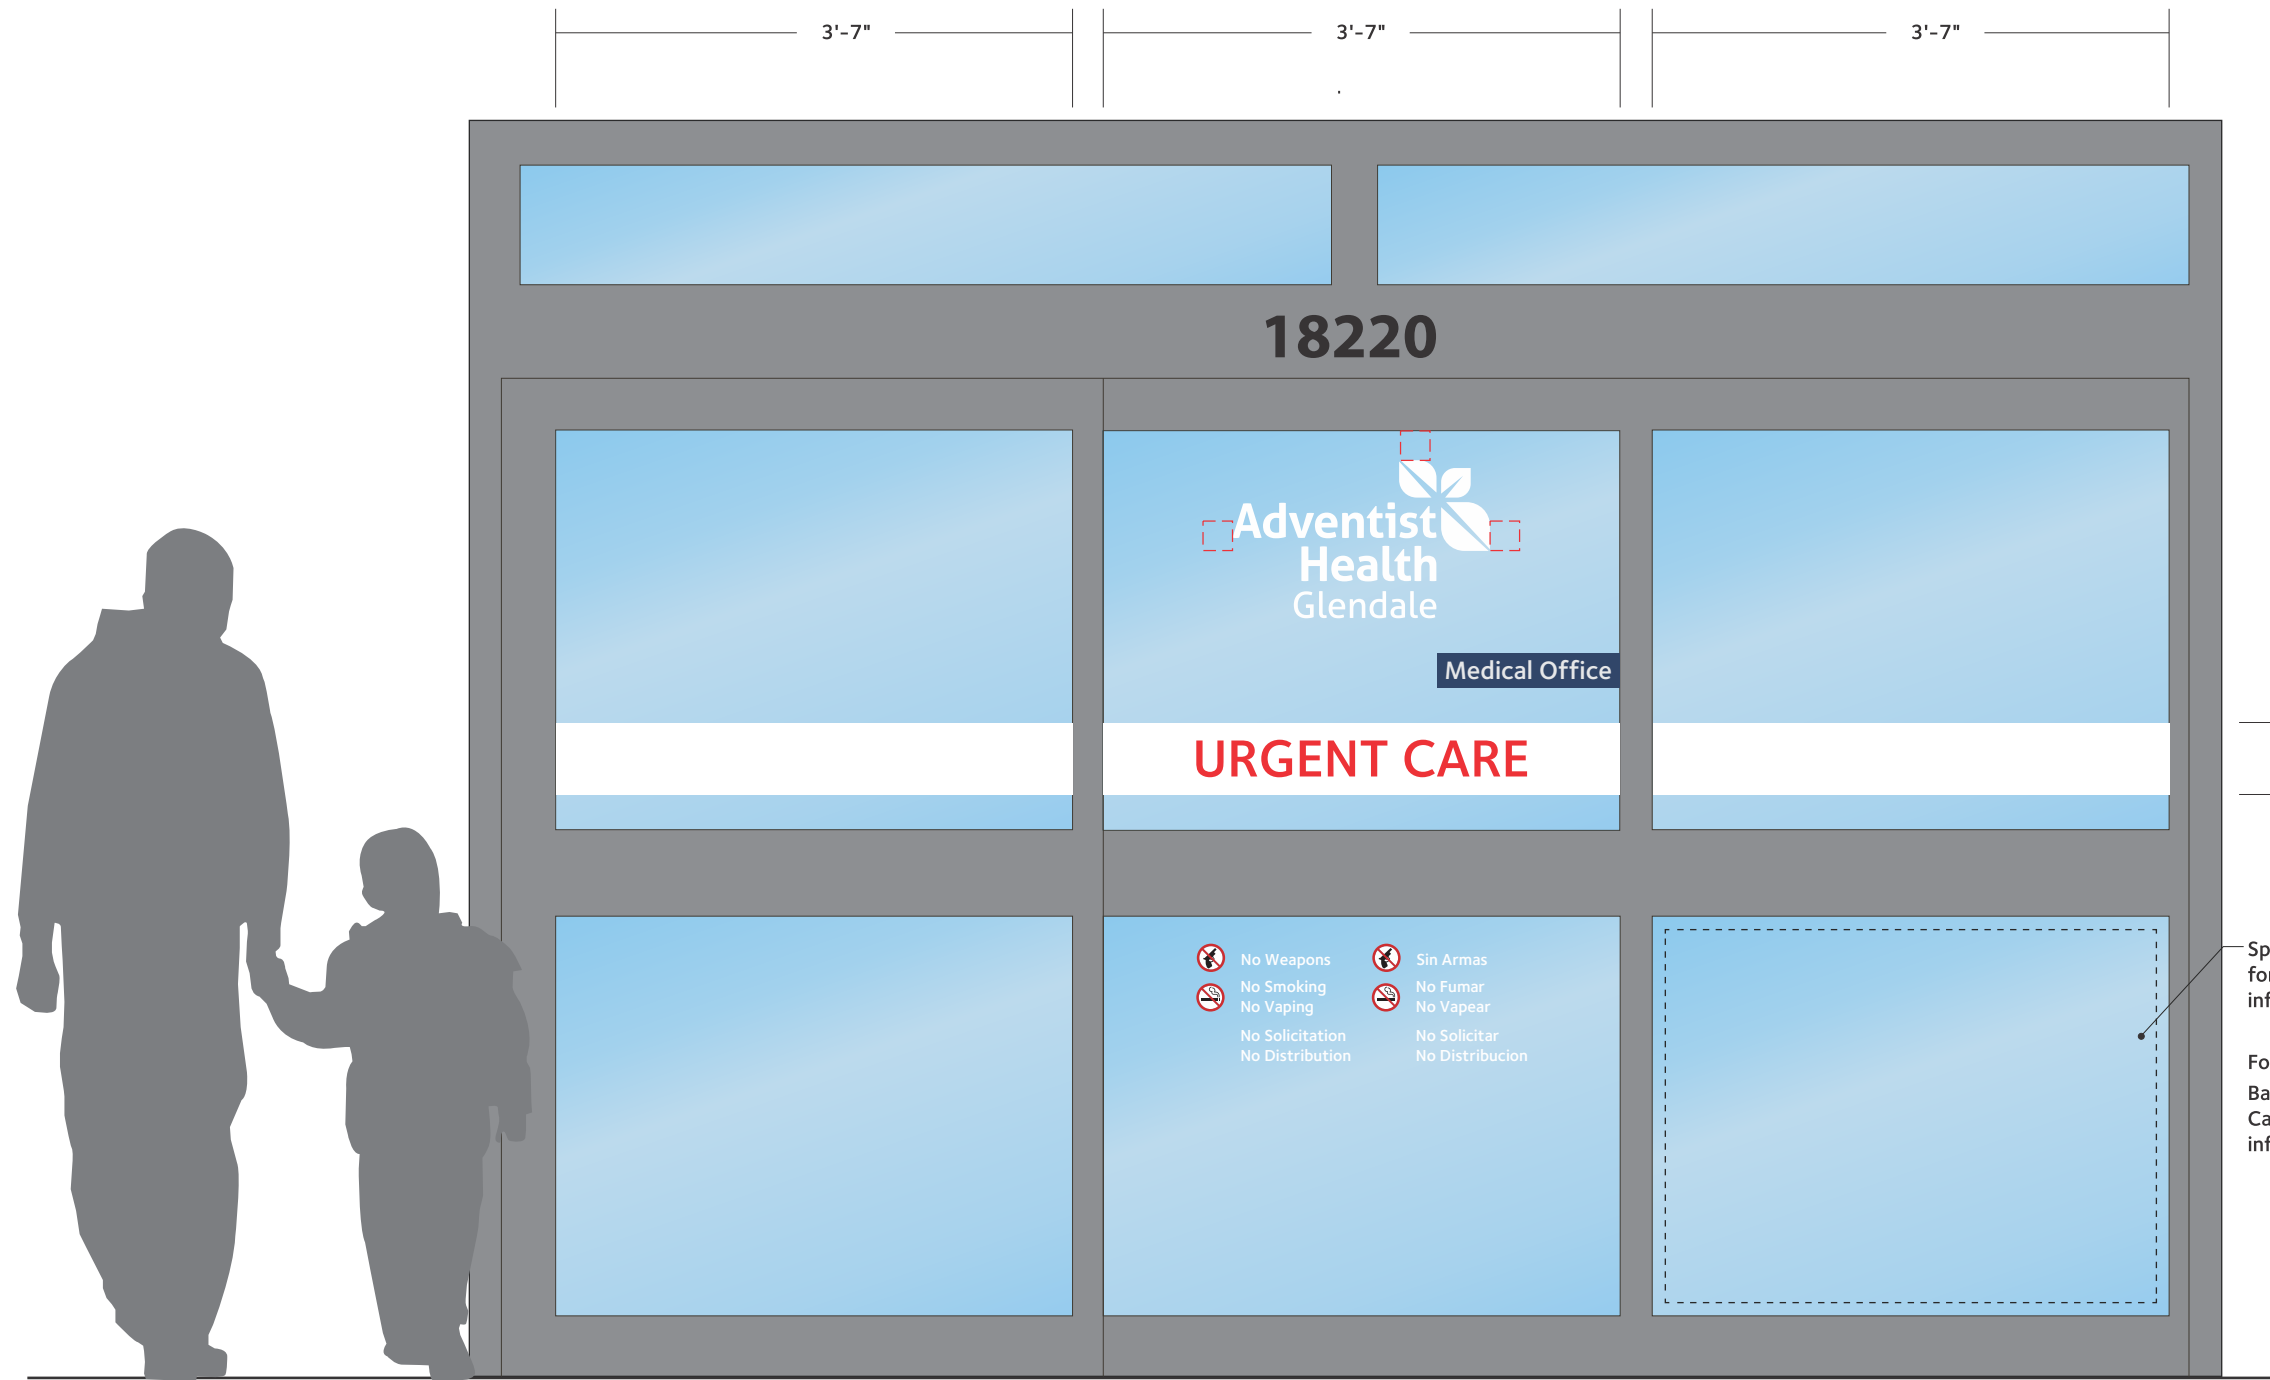 3'-7" 3'-7" 3'-7"
18220
Adventist
Health
Glendale
Medical Office
URGENT CARE
No Weapons
No Smoking
No Vaping
No Solicitation
No Distribution
Sin Armas
No Fumar
No Vapear
No Solicitar
No Distribucion